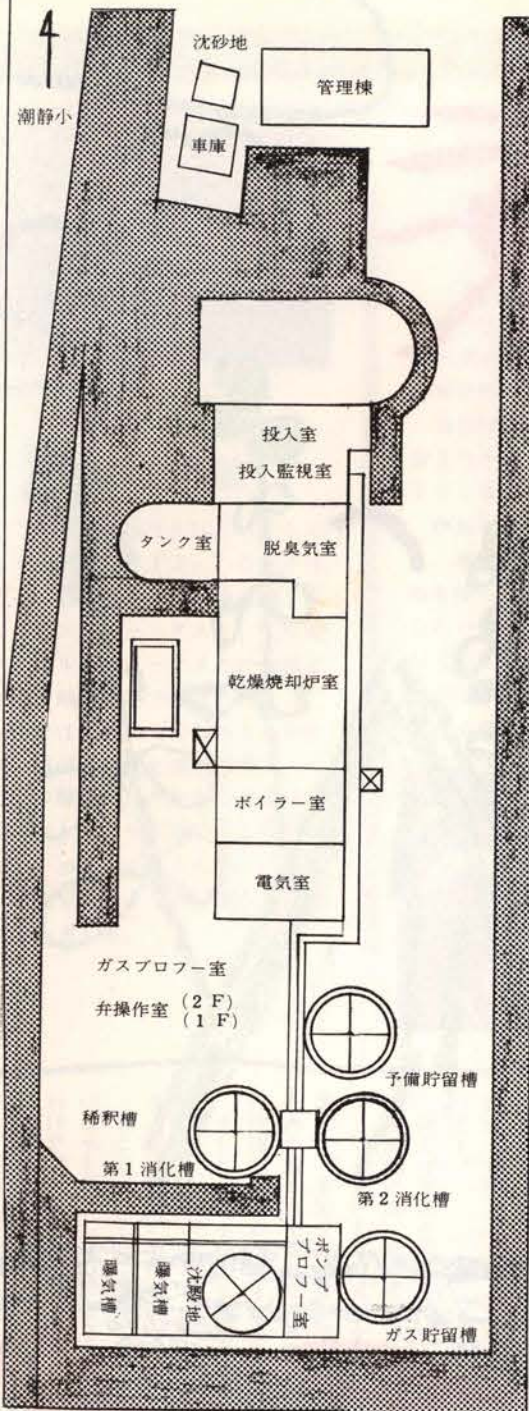 潮静小
沈砂地
管理棟
車庫
投入室
投入監視室
タンク室
脱臭気室
乾燥焼却炉室
ボイラー室
電気室
ガスブロフー室
弁操作室 (2 F)
(1 F)
予備貯留槽
稀釈槽
第1消化槽
第2消化槽
曝気槽
曝気槽
沈殿地
ポンプ
ブロフー室
ガス貯留槽